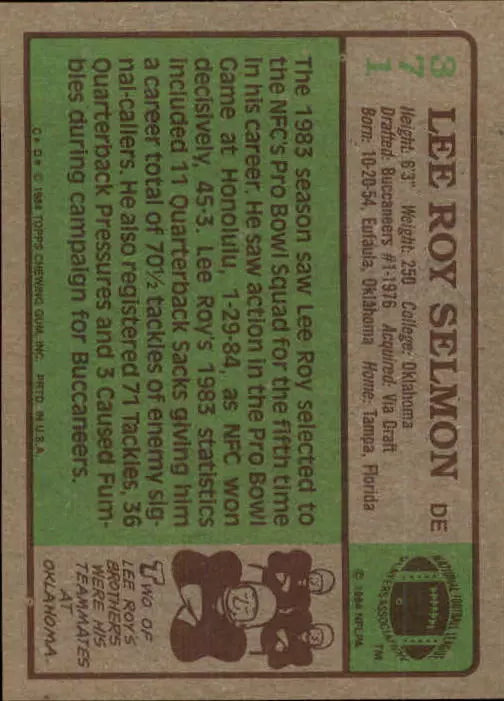 371
LEE ROY SELMON DE
Height: 6'3" Weight: 250 College: Oklahoma
Drafted: Buccaneers #1-1976 Acquired: Via Draft
Born: 10-20-54, Eufaula, Oklahoma Home: Tampa, Florida
NATIONAL FOOTBALL LEAGUE
PLAYERS ASSOCIATION
TM
© 1984 NFLPA
The 1983 season saw Lee Roy selected to
the NFC's Pro Bowl Squad for the fifth time
in his career. He saw action in the Pro Bowl
Game at Honolulu, 1-29-84, as NFC won
decisively, 45-3. Lee Roy's 1983 statistics
included 11 Quarterback Sacks giving him
a career total of 70½ tackles of enemy sig-
nal-callers. He also registered 71 Tackles, 36
Quarterback Pressures and 3 Caused Fum-
bles during campaign for Buccaneers.
TWO OF
LEE ROY'S
BROTHERS
WERE HIS
TEAMMATES
AT
OKLAHOMA.
© 1984 TOPPS CHEWING GUM, INC. PRTD. IN U.S.A.